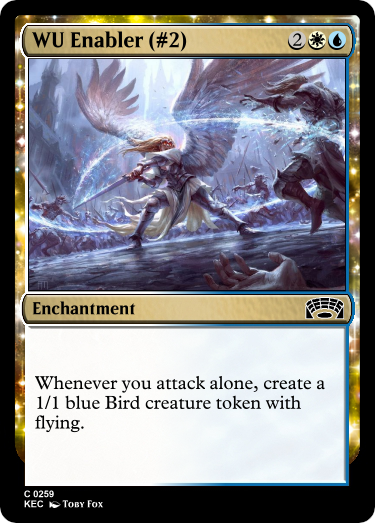 WU Enabler (#2) 2
Enchantment
Whenever you attack alone, create a
1/1 blue Bird creature token with
flying.
C 0259
KEC Toby Fox